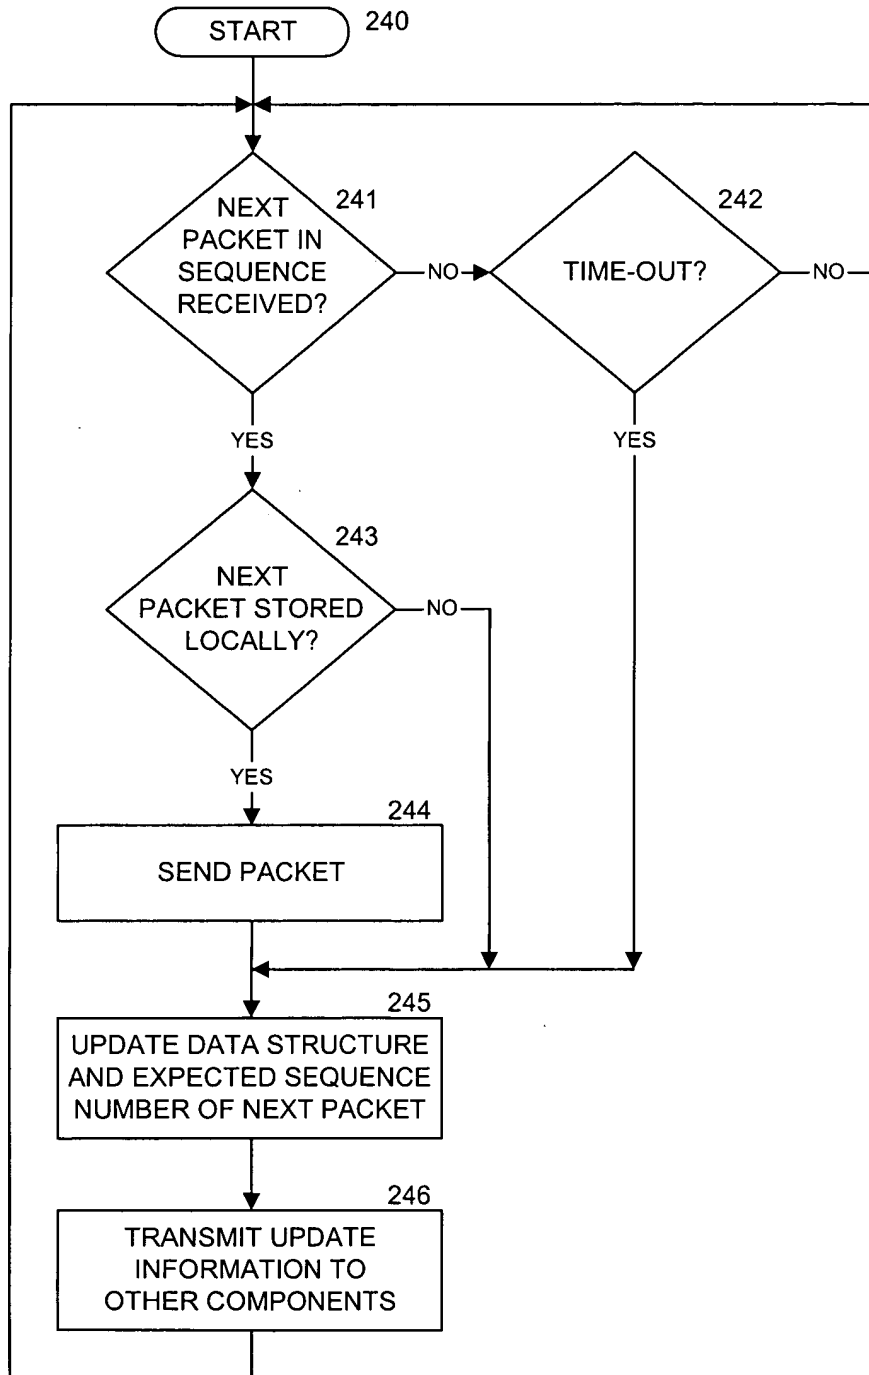 START
240
NEXT
PACKET IN
SEQUENCE
RECEIVED?
241
NO
TIME-OUT?
242
NO
YES
YES
NEXT
PACKET STORED
LOCALLY?
243
NO
YES
244
SEND PACKET
245
UPDATE DATA STRUCTURE
AND EXPECTED SEQUENCE
NUMBER OF NEXT PACKET
246
TRANSMIT UPDATE
INFORMATION TO
OTHER COMPONENTS